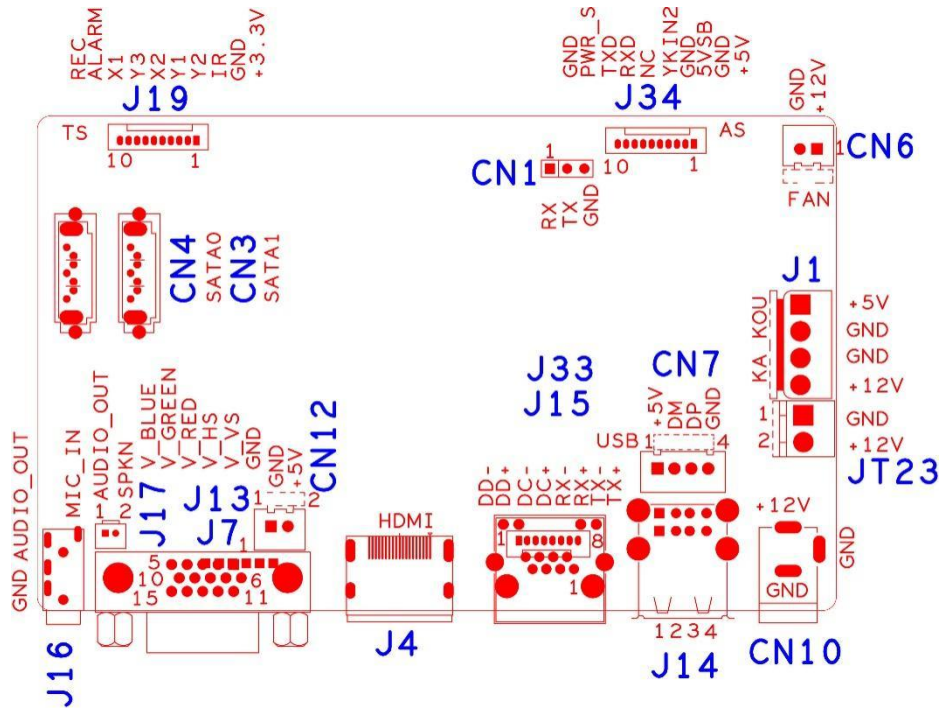 REC
ALARM
X1
Y3
X2
Y1
Y2
IR
GND
+3.3V
J19
TS
10 1
GND
PWR_S
TXD
RXD
NC
YKIN2
GND
5VSB
GND
+5V
J34
AS
10 1
GND
+12V
CN6
1
FAN
CN1
1
RX
TX
GND
CN4
SATA0
CN3
SATA1
J1
KA_KOU
+5V
GND
GND
+12V
1 GND
2 +12V
JT23
J33
J15
CN7
+5V
DM
DP
GND
USB 1 4
GND AUDIO_OUT
MIC_IN
AUDIO_OUT
SPKN
1 2
J17
V_BLUE
V_GREEN
V_RED
V_HS
V_VS
GND
J13
J7
1
GND
+5V
CN12
1 2
5
10 6
15 11
HDMI
DD-
DD+
DC-
DC+
RX-
RX+
TX-
TX+
1 8
1
+12V
GND
GND
1234
J16
J4
J14
CN10